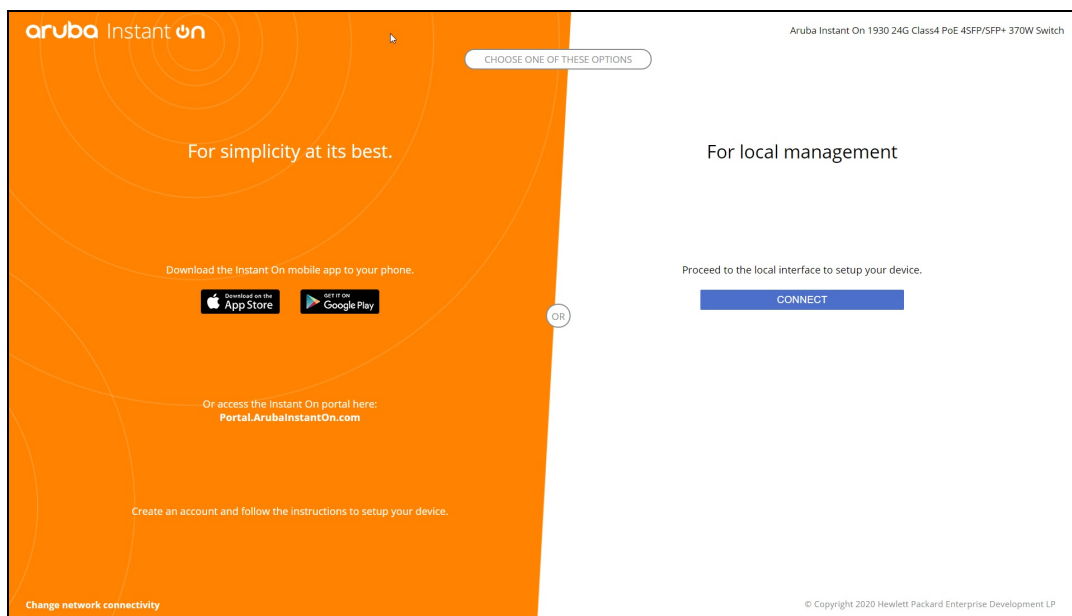 aruba Instant on
Aruba Instant On 1930 24G Class4 PoE 4SFP/SFP+ 370W Switch
CHOOSE ONE OF THESE OPTIONS
For simplicity at its best.
Download the Instant On mobile app to your phone.
Download on the
App Store
GET IT ON
Google Play
Or access the Instant On portal here:
Portal.ArubaInstantOn.com
Create an account and follow the instructions to setup your device.
Change network connectivity
OR
For local management
Proceed to the local interface to setup your device.
CONNECT
© Copyright 2020 Hewlett Packard Enterprise Development LP